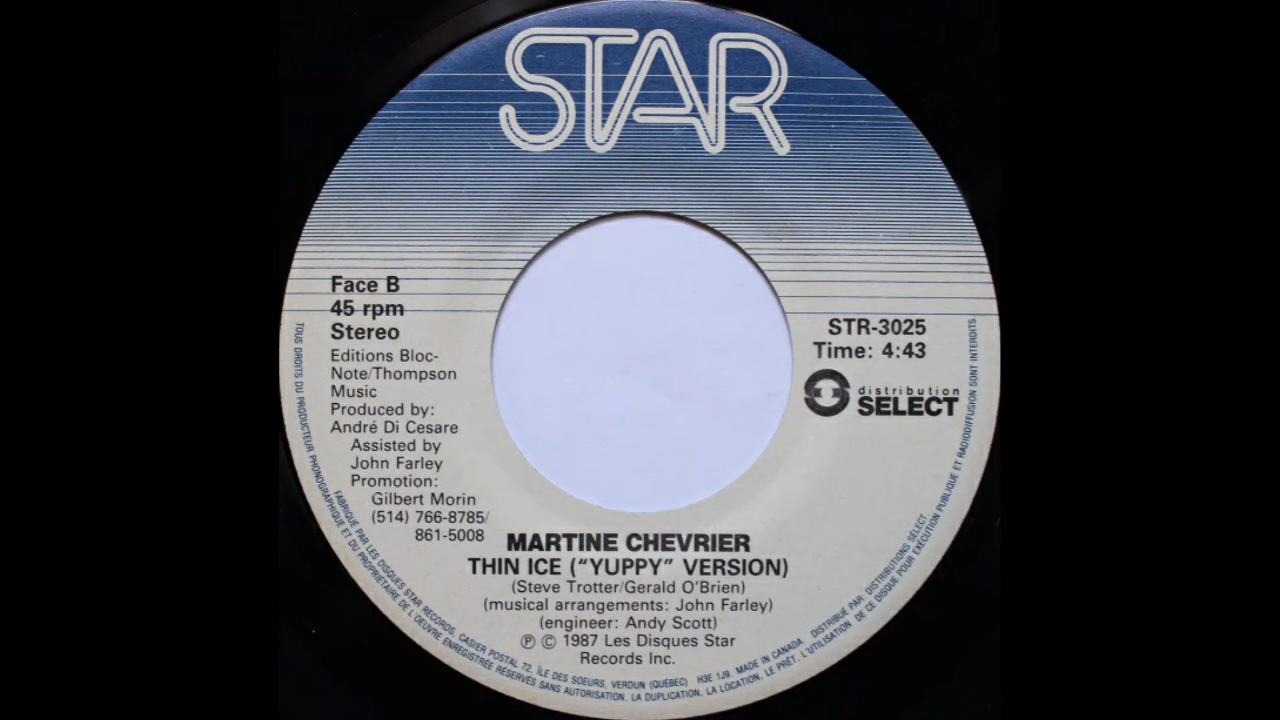 STAR
Face B
45 rpm
Stereo
Editions Bloc-
Note/Thompson
Music
Produced by:
André Di Cesare
Assisted by
John Farley
Promotion:
Gilbert Morin
(514) 766-8785/
861-5008
STR-3025
Time: 4:43
distribution
SELECT
MARTINE CHEVRIER
THIN ICE ("YUPPY" VERSION)
(Steve Trotter/Gerald O'Brien)
(musical arrangements: John Farley)
(engineer: Andy Scott)
Ⓟ © 1987 Les Disques Star
Records Inc.
TOUS DROITS DU PRODUCTEUR PHONOGRAPHIQUE ET DU PROPRIÉTAIRE DE L'OEUVRE ENREGISTRÉE RÉSERVÉS SANS AUTORISATION, LA DUPLICATION, LA LOCATION, LE PRÊT, L'UTILISATION DE CE DISQUE POUR EXÉCUTION PUBLIQUE ET RADIODIFFUSION SONT INTERDITS.
FABRIQUÉ PAR LES DISQUES STAR RECORDS, CASIER POSTAL 72, ÎLE DES SOEURS, VERDUN (QUÉBEC) H3E 1J9. MADE IN CANADA. DISTRIBUÉ PAR: DISTRIBUTIONS SÉLECT.